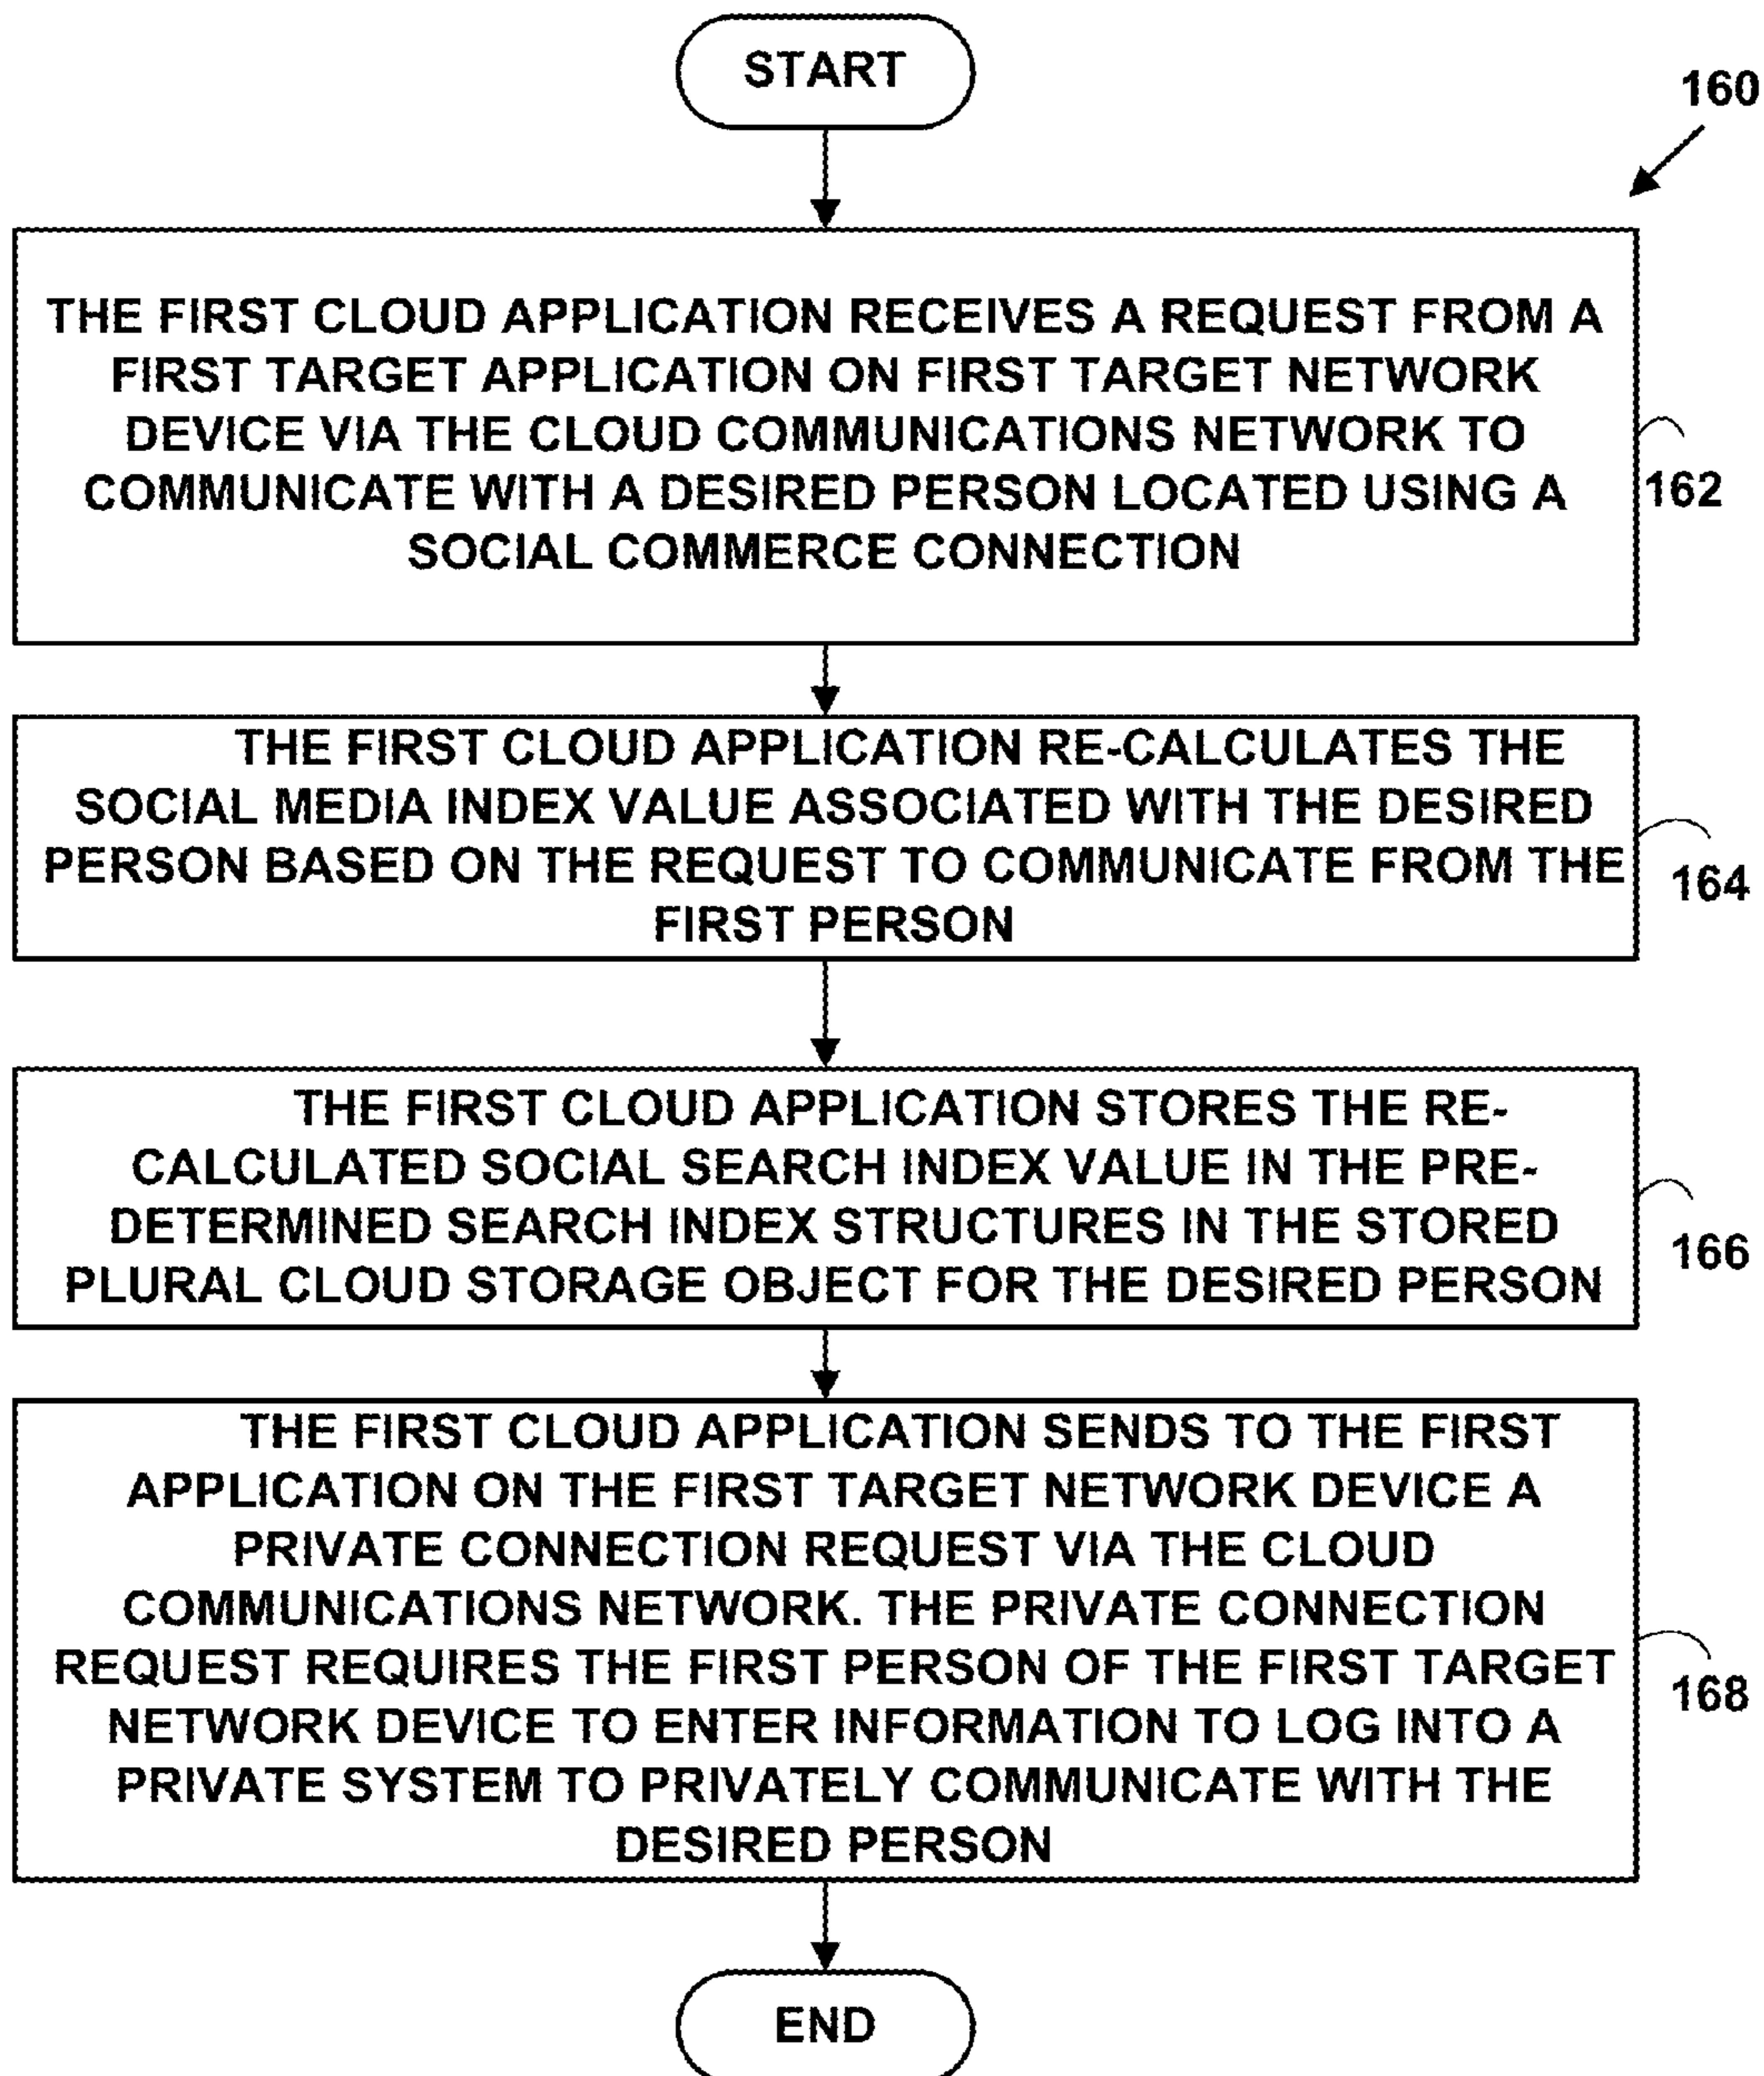 START
160
THE FIRST CLOUD APPLICATION RECEIVES A REQUEST FROM A
FIRST TARGET APPLICATION ON FIRST TARGET NETWORK
DEVICE VIA THE CLOUD COMMUNICATIONS NETWORK TO
COMMUNICATE WITH A DESIRED PERSON LOCATED USING A
SOCIAL COMMERCE CONNECTION
162
THE FIRST CLOUD APPLICATION RE-CALCULATES THE
SOCIAL MEDIA INDEX VALUE ASSOCIATED WITH THE DESIRED
PERSON BASED ON THE REQUEST TO COMMUNICATE FROM THE
FIRST PERSON
164
THE FIRST CLOUD APPLICATION STORES THE RE-
CALCULATED SOCIAL SEARCH INDEX VALUE IN THE PRE-
DETERMINED SEARCH INDEX STRUCTURES IN THE STORED
PLURAL CLOUD STORAGE OBJECT FOR THE DESIRED PERSON
166
THE FIRST CLOUD APPLICATION SENDS TO THE FIRST
APPLICATION ON THE FIRST TARGET NETWORK DEVICE A
PRIVATE CONNECTION REQUEST VIA THE CLOUD
COMMUNICATIONS NETWORK. THE PRIVATE CONNECTION
REQUEST REQUIRES THE FIRST PERSON OF THE FIRST TARGET
NETWORK DEVICE TO ENTER INFORMATION TO LOG INTO A
PRIVATE SYSTEM TO PRIVATELY COMMUNICATE WITH THE
DESIRED PERSON
168
END